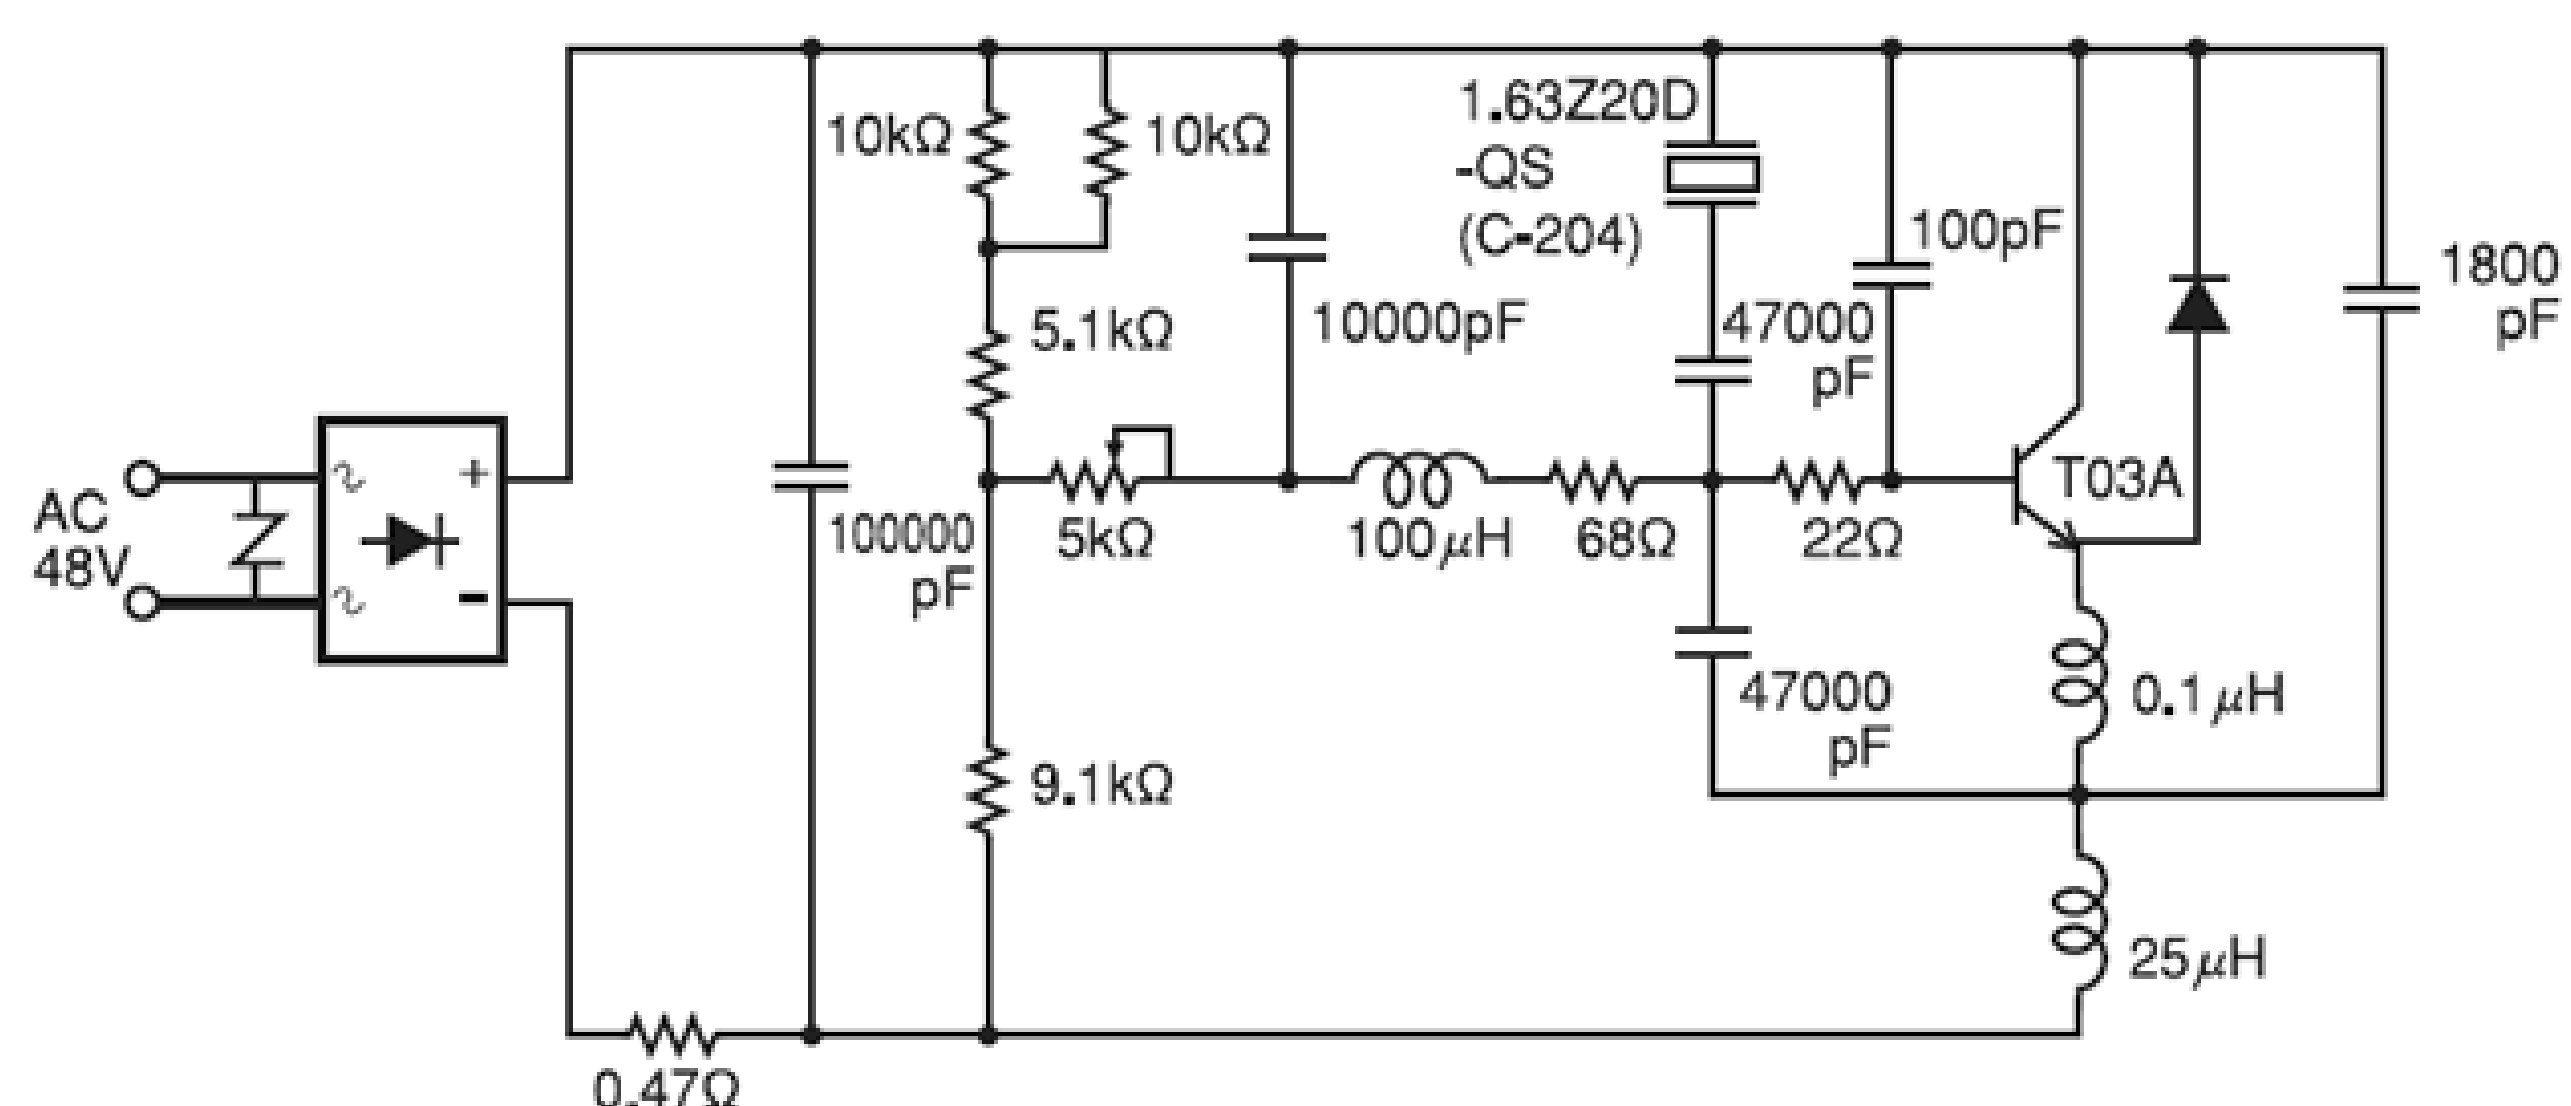 1.63Z20D
-QS
(C-204)
10kΩ
10kΩ
100pF
1800
pF
5.1kΩ
10000pF
47000
pF
AC
48V
~
+
~
-
100000
pF
5kΩ
100μH
68Ω
22Ω
T03A
47000
pF
0.1μH
9.1kΩ
25μH
0.47Ω